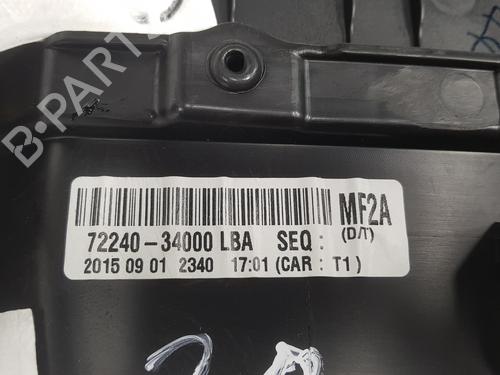 B-PARTS
MF2A
72240-34000 LBA SEQ : (D/T)
2015 09 01 2340 17:01 (CAR : T1)